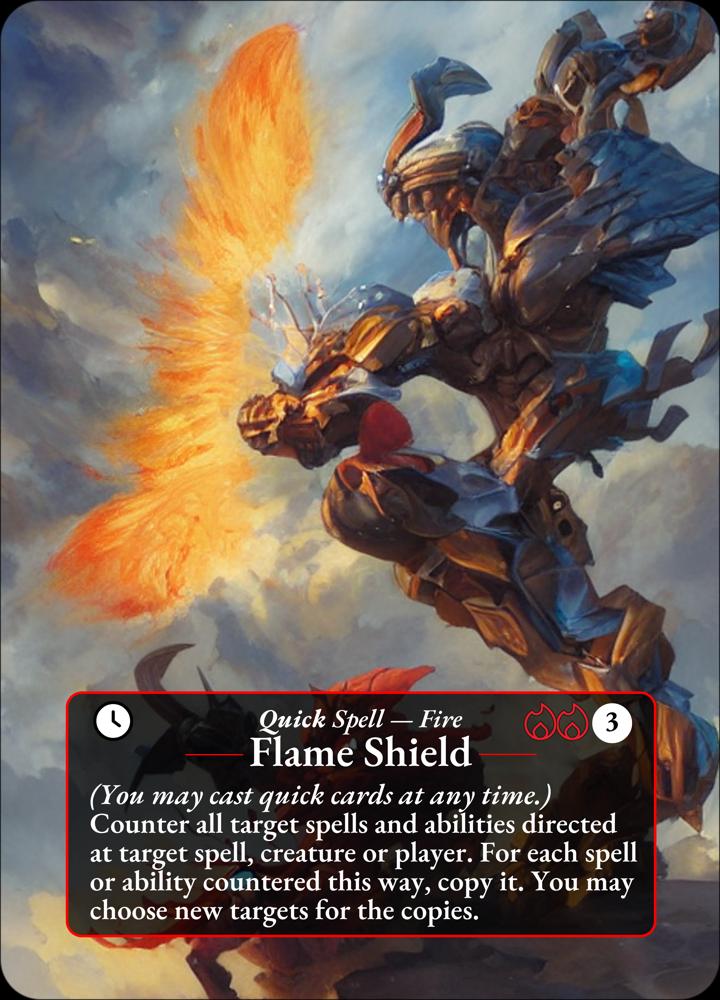 Quick Spell — Fire
3
Flame Shield
(You may cast quick cards at any time.)
Counter all target spells and abilities directed
at target spell, creature or player. For each spell
or ability countered this way, copy it. You may
choose new targets for the copies.